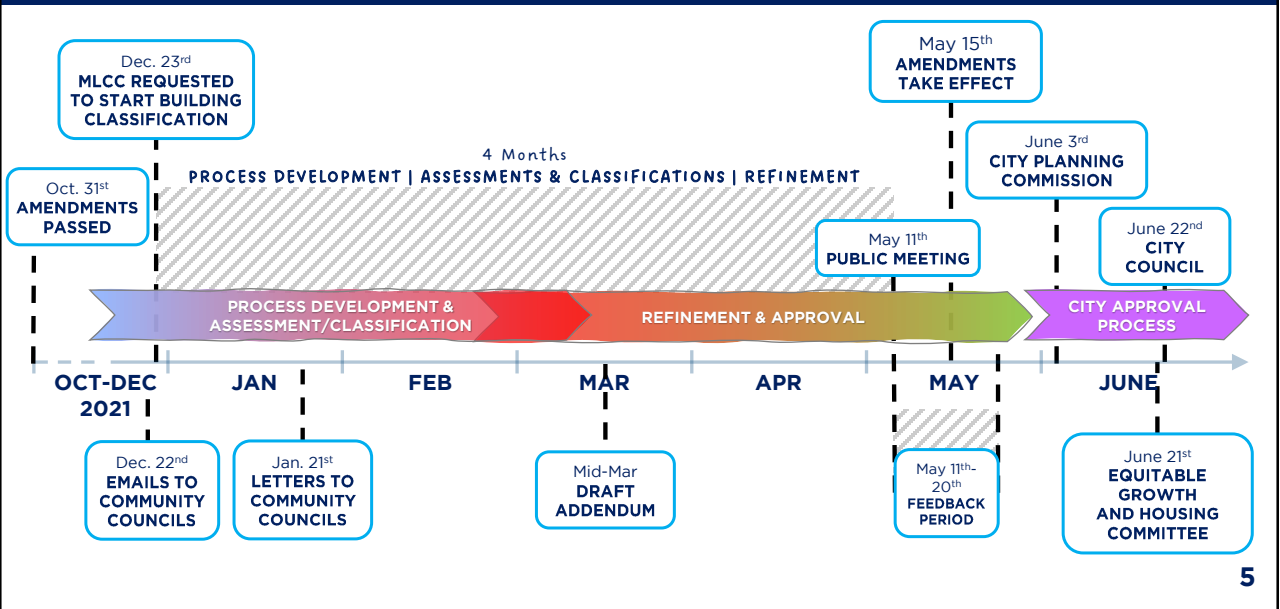 Dec. 23rd
MLCC REQUESTED
TO START BUILDING
CLASSIFICATION
May 15th
AMENDMENTS
TAKE EFFECT
June 3rd
CITY PLANNING
COMMISSION
4 Months
PROCESS DEVELOPMENT | ASSESSMENTS & CLASSIFICATIONS | REFINEMENT
Oct. 31st
AMENDMENTS
PASSED
May 11th
PUBLIC MEETING
June 22nd
CITY
COUNCIL
PROCESS DEVELOPMENT &
ASSESSMENT/CLASSIFICATION
REFINEMENT & APPROVAL
CITY APPROVAL
PROCESS
OCT-DEC
2021
JAN
FEB
MAR
APR
MAY
JUNE
Dec. 22nd
EMAILS TO
COMMUNITY
COUNCILS
Jan. 21st
LETTERS TO
COMMUNITY
COUNCILS
Mid-Mar
DRAFT
ADDENDUM
May 11th-
20th
FEEDBACK
PERIOD
June 21st
EQUITABLE
GROWTH
AND HOUSING
COMMITTEE
5